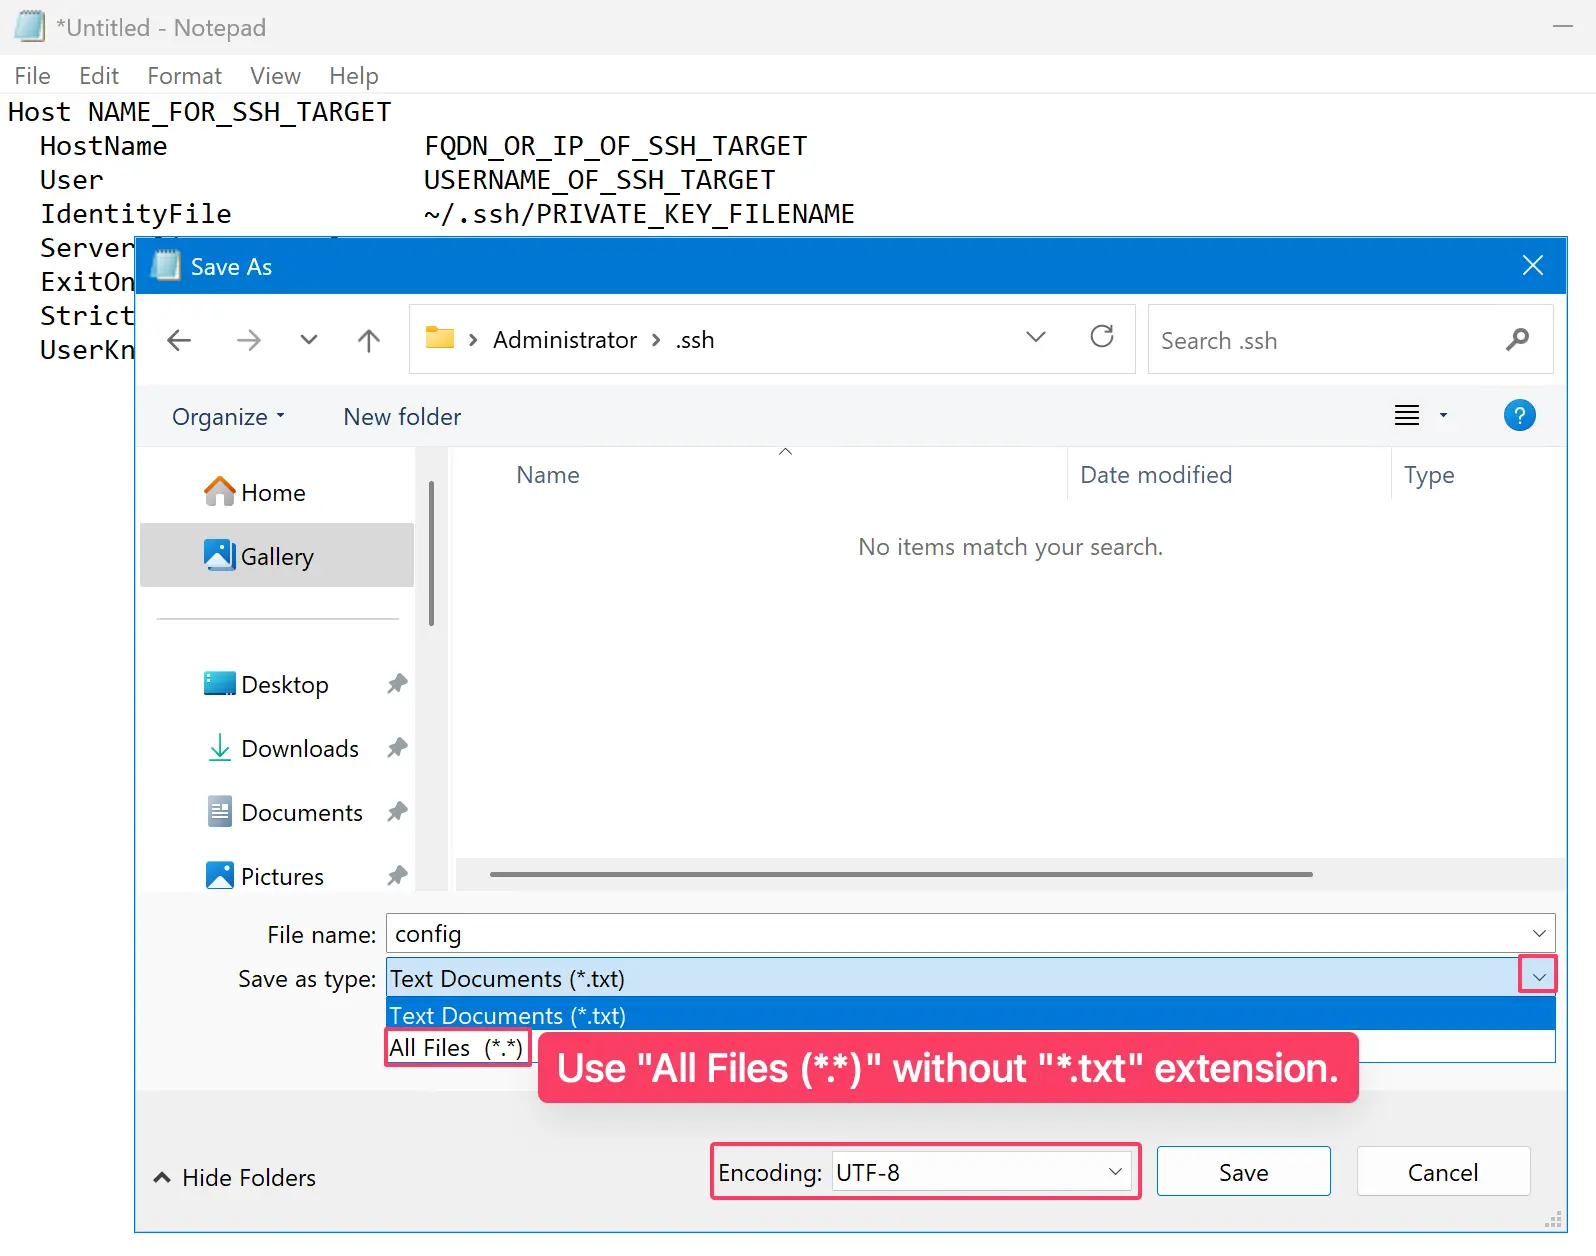 *Untitled - Notepad
File Edit Format View Help
Host NAME_FOR_SSH_TARGET
HostName FQDN_OR_IP_OF_SSH_TARGET
User USERNAME_OF_SSH_TARGET
IdentityFile ~/.ssh/PRIVATE_KEY_FILENAME
Server
ExitOn
Strict
UserKn
Save As
Administrator .ssh
Search .ssh
Organize New folder
?
Name Date modified Type
No items match your search.
Home
Gallery
Desktop
Downloads
Documents
Pictures
File name: config
Save as type: Text Documents (*.txt)
Text Documents (*.txt)
All Files (*.*)
Use "All Files (*.*)" without "*.txt" extension.
Hide Folders
Encoding: UTF-8
Save Cancel